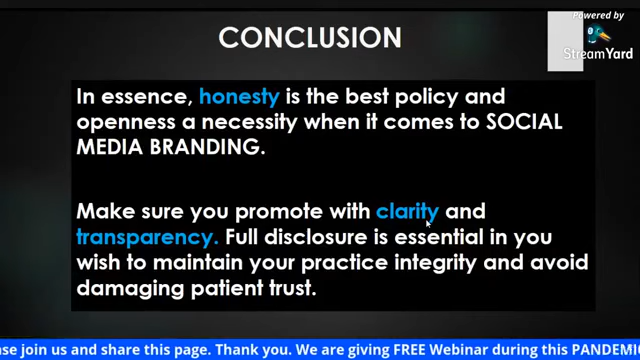 Powered by
StreamYard
CONCLUSION
In essence, honesty is the best policy and
openness a necessity when it comes to SOCIAL
MEDIA BRANDING.
Make sure you promote with clarity and
transparency. Full disclosure is essential in you
wish to maintain your practice integrity and avoid
damaging patient trust.
join us and share this page. Thank you. We are giving FREE Webinar during this